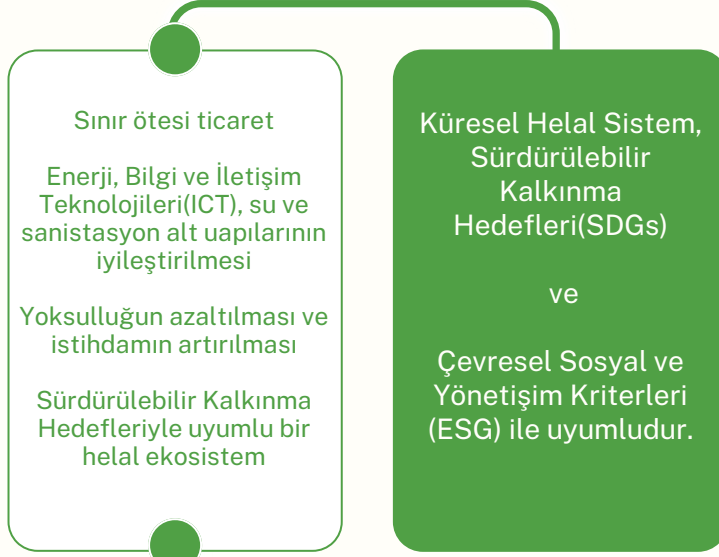 Sınır ötesi ticaret
Enerji, Bilgi ve İletişim
Teknolojileri(ICT), su ve
sanistasyon alt uapılarının
iyileştirilmesi
Yoksulluğun azaltılması ve
istihdamın artırılması
Sürdürülebilir Kalkınma
Hedefleriyle uyumlu bir
helal ekosistem
Küresel Helal Sistem,
Sürdürülebilir
Kalkınma
Hedefleri(SDGs)
ve
Çevresel Sosyal ve
Yönetişim Kriterleri
(ESG) ile uyumludur.